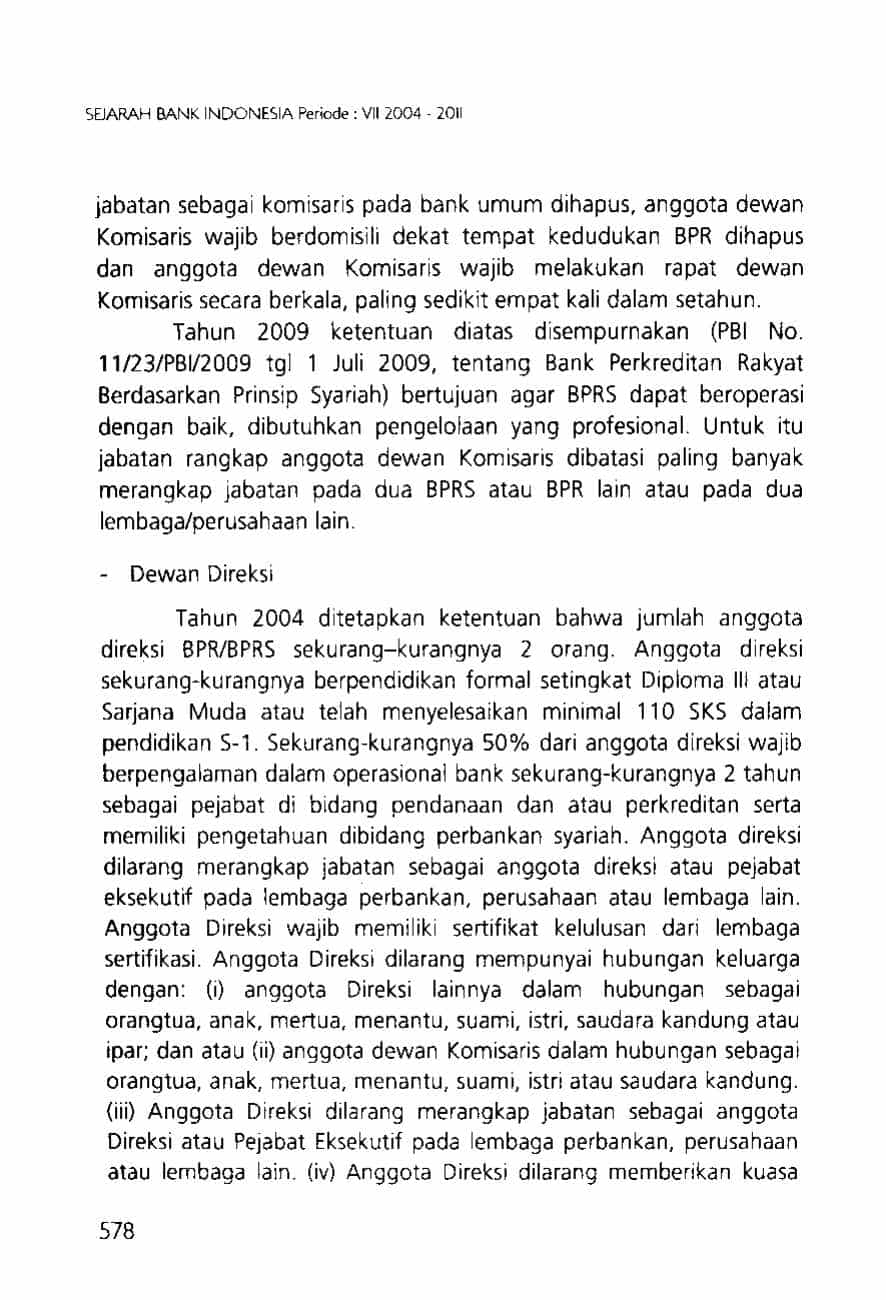 SEJARAH BANK INDONESIA Periode : VII 2004 - 2011
jabatan sebagai komisaris pada bank umum dihapus, anggota dewan
Komisaris wajib berdomisili dekat tempat kedudukan BPR dihapus
dan anggota dewan Komisaris wajib melakukan rapat dewan
Komisaris secara berkala, paling sedikit empat kali dalam setahun.
Tahun 2009 ketentuan diatas disempurnakan (PBI No.
11/23/PBI/2009 tgl 1 Juli 2009, tentang Bank Perkreditan Rakyat
Berdasarkan Prinsip Syariah) bertujuan agar BPRS dapat beroperasi
dengan baik, dibutuhkan pengelolaan yang profesional. Untuk itu
jabatan rangkap anggota dewan Komisaris dibatasi paling banyak
merangkap jabatan pada dua BPRS atau BPR lain atau pada dua
lembaga/perusahaan lain.
- Dewan Direksi
Tahun 2004 ditetapkan ketentuan bahwa jumlah anggota
direksi BPR/BPRS sekurang–kurangnya 2 orang. Anggota direksi
sekurang-kurangnya berpendidikan formal setingkat Diploma III atau
Sarjana Muda atau telah menyelesaikan minimal 110 SKS dalam
pendidikan S-1. Sekurang-kurangnya 50% dari anggota direksi wajib
berpengalaman dalam operasional bank sekurang-kurangnya 2 tahun
sebagai pejabat di bidang pendanaan dan atau perkreditan serta
memiliki pengetahuan dibidang perbankan syariah. Anggota direksi
dilarang merangkap jabatan sebagai anggota direksi atau pejabat
eksekutif pada lembaga perbankan, perusahaan atau lembaga lain.
Anggota Direksi wajib memiliki sertifikat kelulusan dari lembaga
sertifikasi. Anggota Direksi dilarang mempunyai hubungan keluarga
dengan: (i) anggota Direksi lainnya dalam hubungan sebagai
orangtua, anak, mertua, menantu, suami, istri, saudara kandung atau
ipar; dan atau (ii) anggota dewan Komisaris dalam hubungan sebagai
orangtua, anak, mertua, menantu, suami, istri atau saudara kandung.
(iii) Anggota Direksi dilarang merangkap jabatan sebagai anggota
Direksi atau Pejabat Eksekutif pada lembaga perbankan, perusahaan
atau lembaga lain. (iv) Anggota Direksi dilarang memberikan kuasa
578